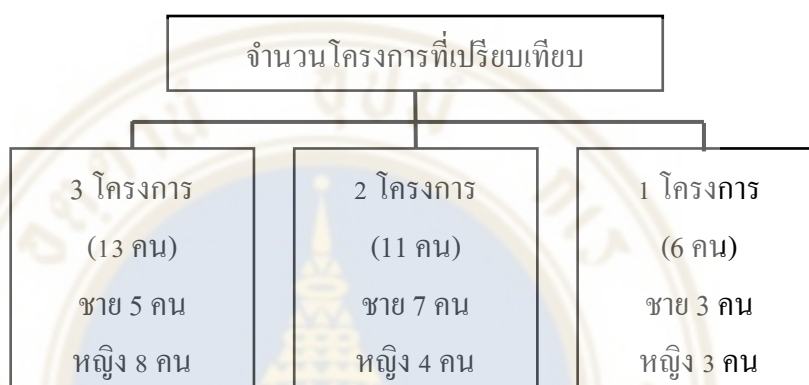 จำนวนโครงการที่เปรียบเทียบ
3 โครงการ
(13 คน)
ชาย 5 คน
หญิง 8 คน
2 โครงการ
(11 คน)
ชาย 7 คน
หญิง 4 คน
1 โครงการ
(6 คน)
ชาย 3 คน
หญิง 3 คน